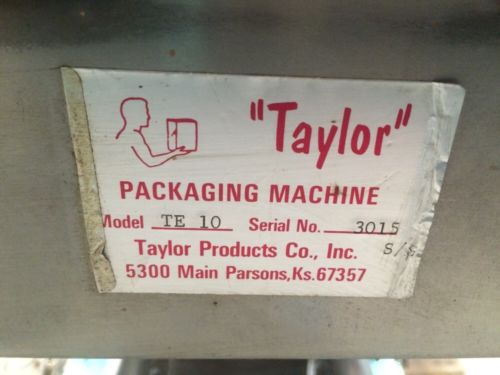 "Taylor"
PACKAGING MACHINE
Model TE 10 Serial No. 3015
Taylor Products Co., Inc. S/S
5300 Main Parsons, Ks. 67357